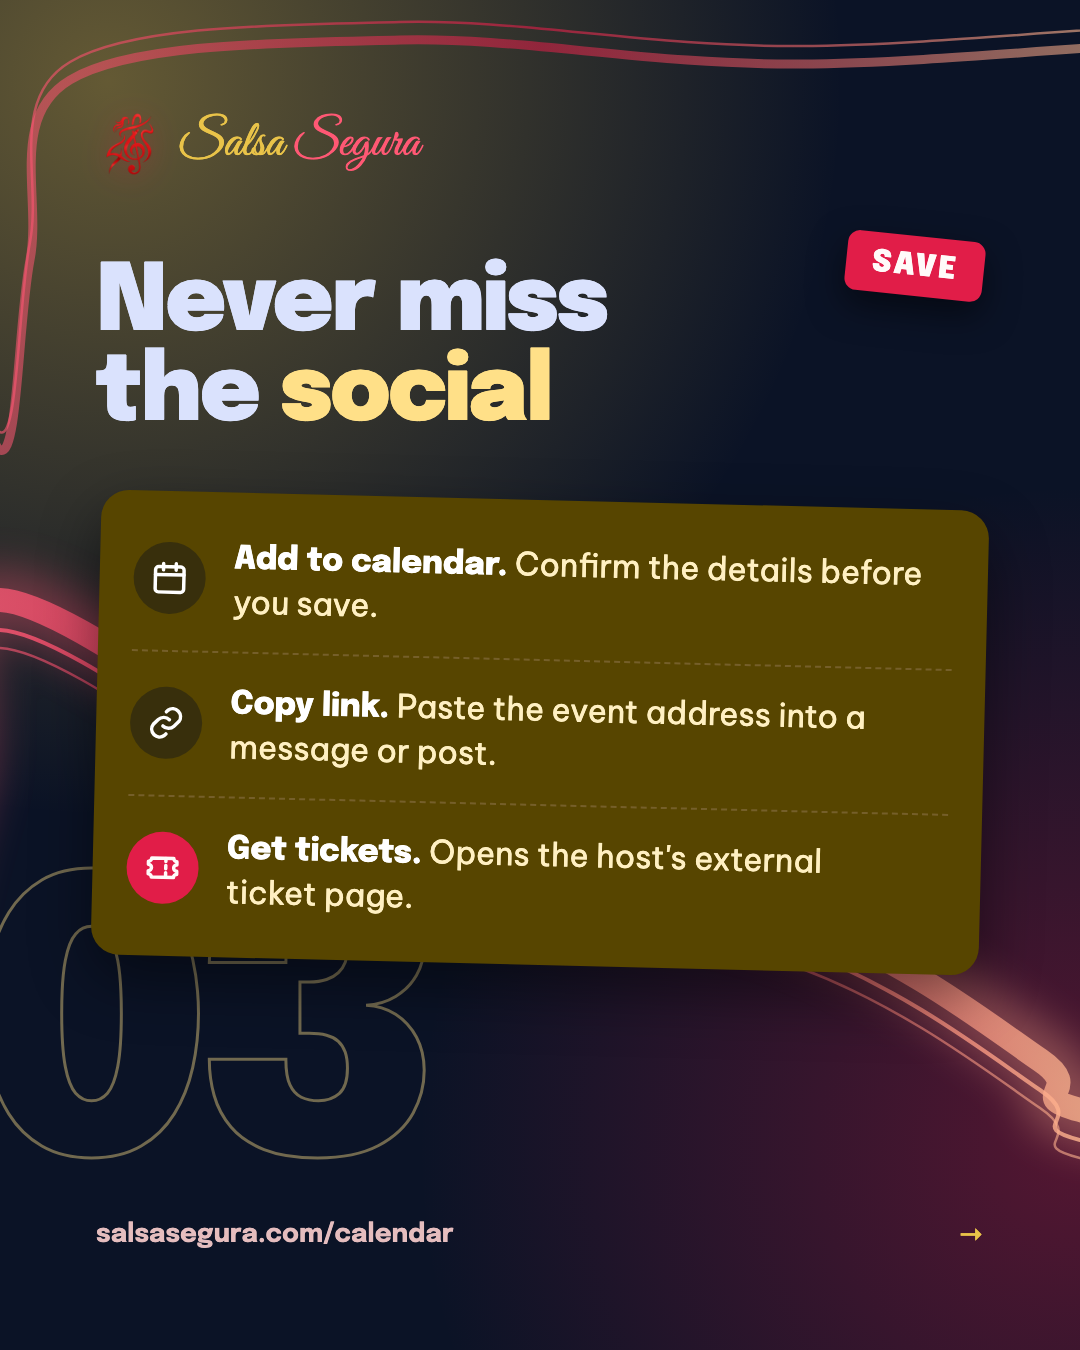 Salsa Segura
SAVE
Never miss
the social
Add to calendar. Confirm the details before
you save.
Copy link. Paste the event address into a
message or post.
Get tickets. Opens the host's external
ticket page.
03
salsasegura.com/calendar →